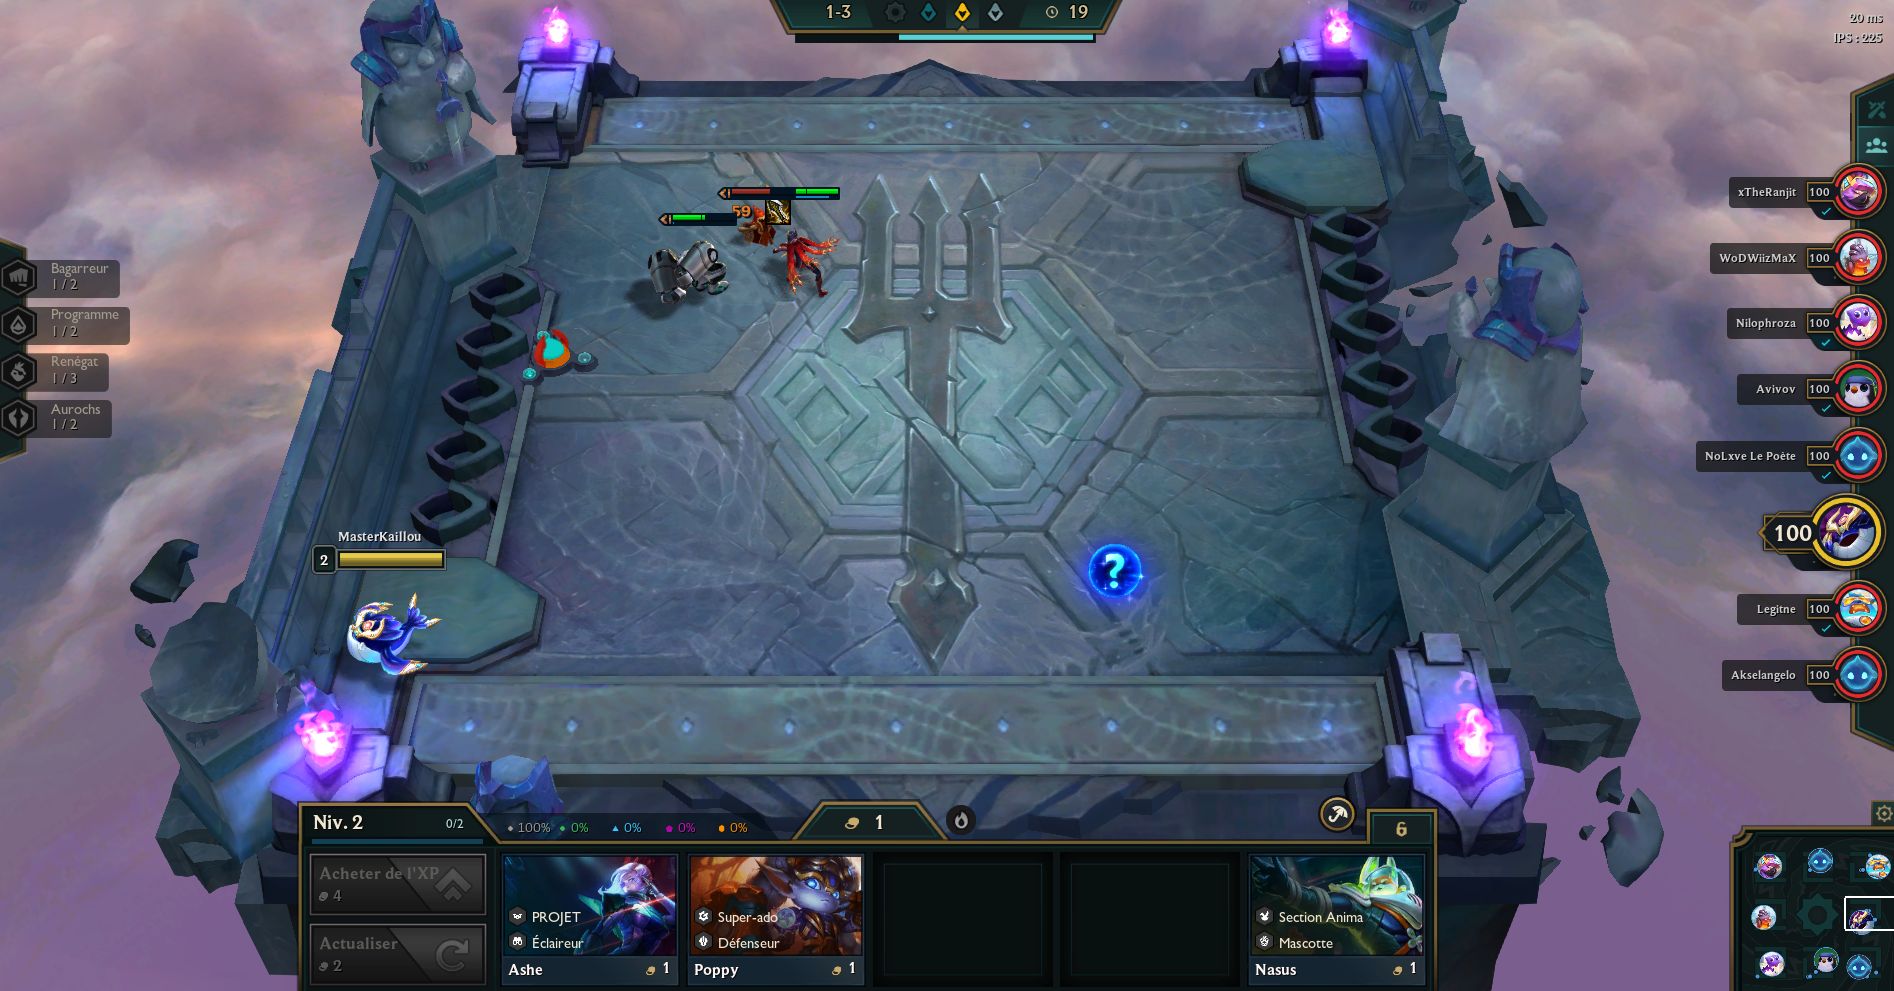 1-3
19
20 ms
IPS : 225
Bagarreur
1 / 2
Programme
1 / 2
Renégat
1 / 3
Aurochs
1 / 2
59
?
xTheRanjit 100
WoDWiizMaX 100
Nilophroza 100
Avivov 100
NoLxve Le Poète 100
100
Legitne 100
Akselangelo 100
MasterKaillou
2
Niv. 2 0/2
100% 0% 0% 0% 0%
1
6
Acheter de l'XP
4
Actualiser
2
PROJET
Éclaireur
Ashe 1
Super-ado
Défenseur
Poppy 1
Section Anima
Mascotte
Nasus 1